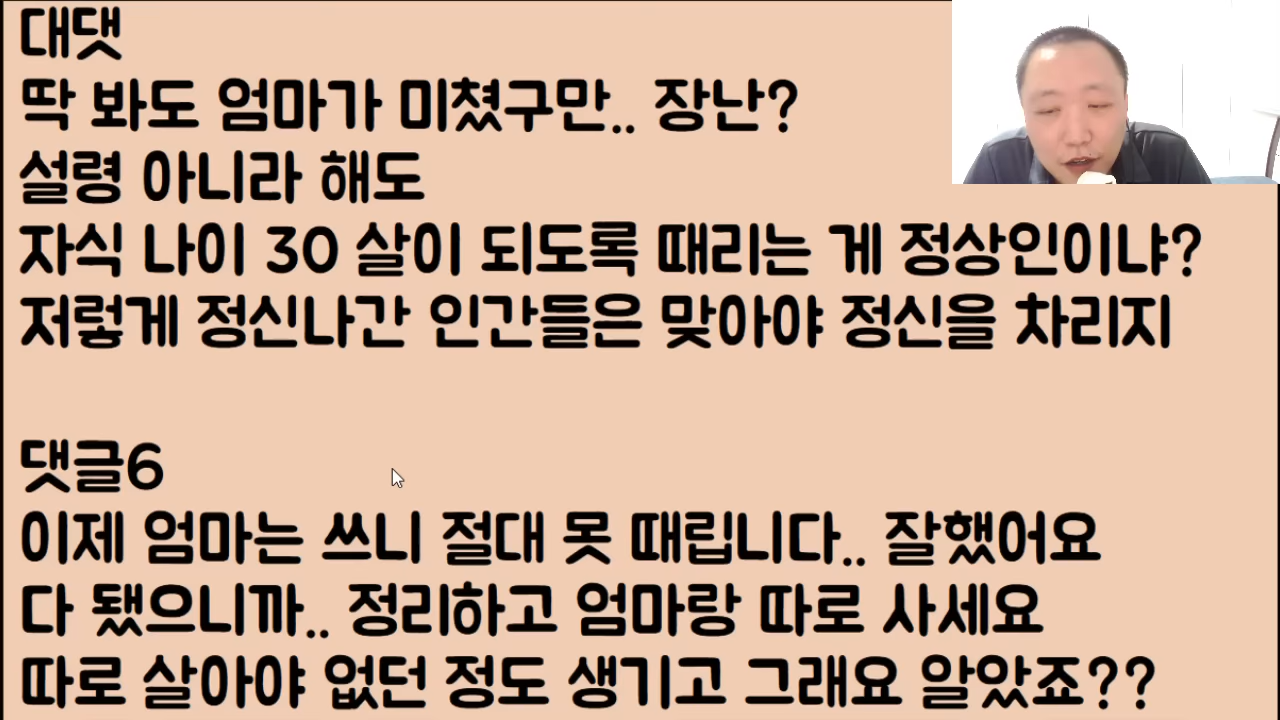 대댓
딱 봐도 엄마가 미쳤구만.. 장난?
설령 아니라 해도
자식 나이 30 살이 되도록 때리는 게 정상인이냐?
저렇게 정신나간 인간들은 맞아야 정신을 차리지
댓글6
이제 엄마는 쓰니 절대 못 때립니다.. 잘했어요
다 됐으니까.. 정리하고 엄마랑 따로 사세요
따로 살아야 없던 정도 생기고 그래요 알았죠??